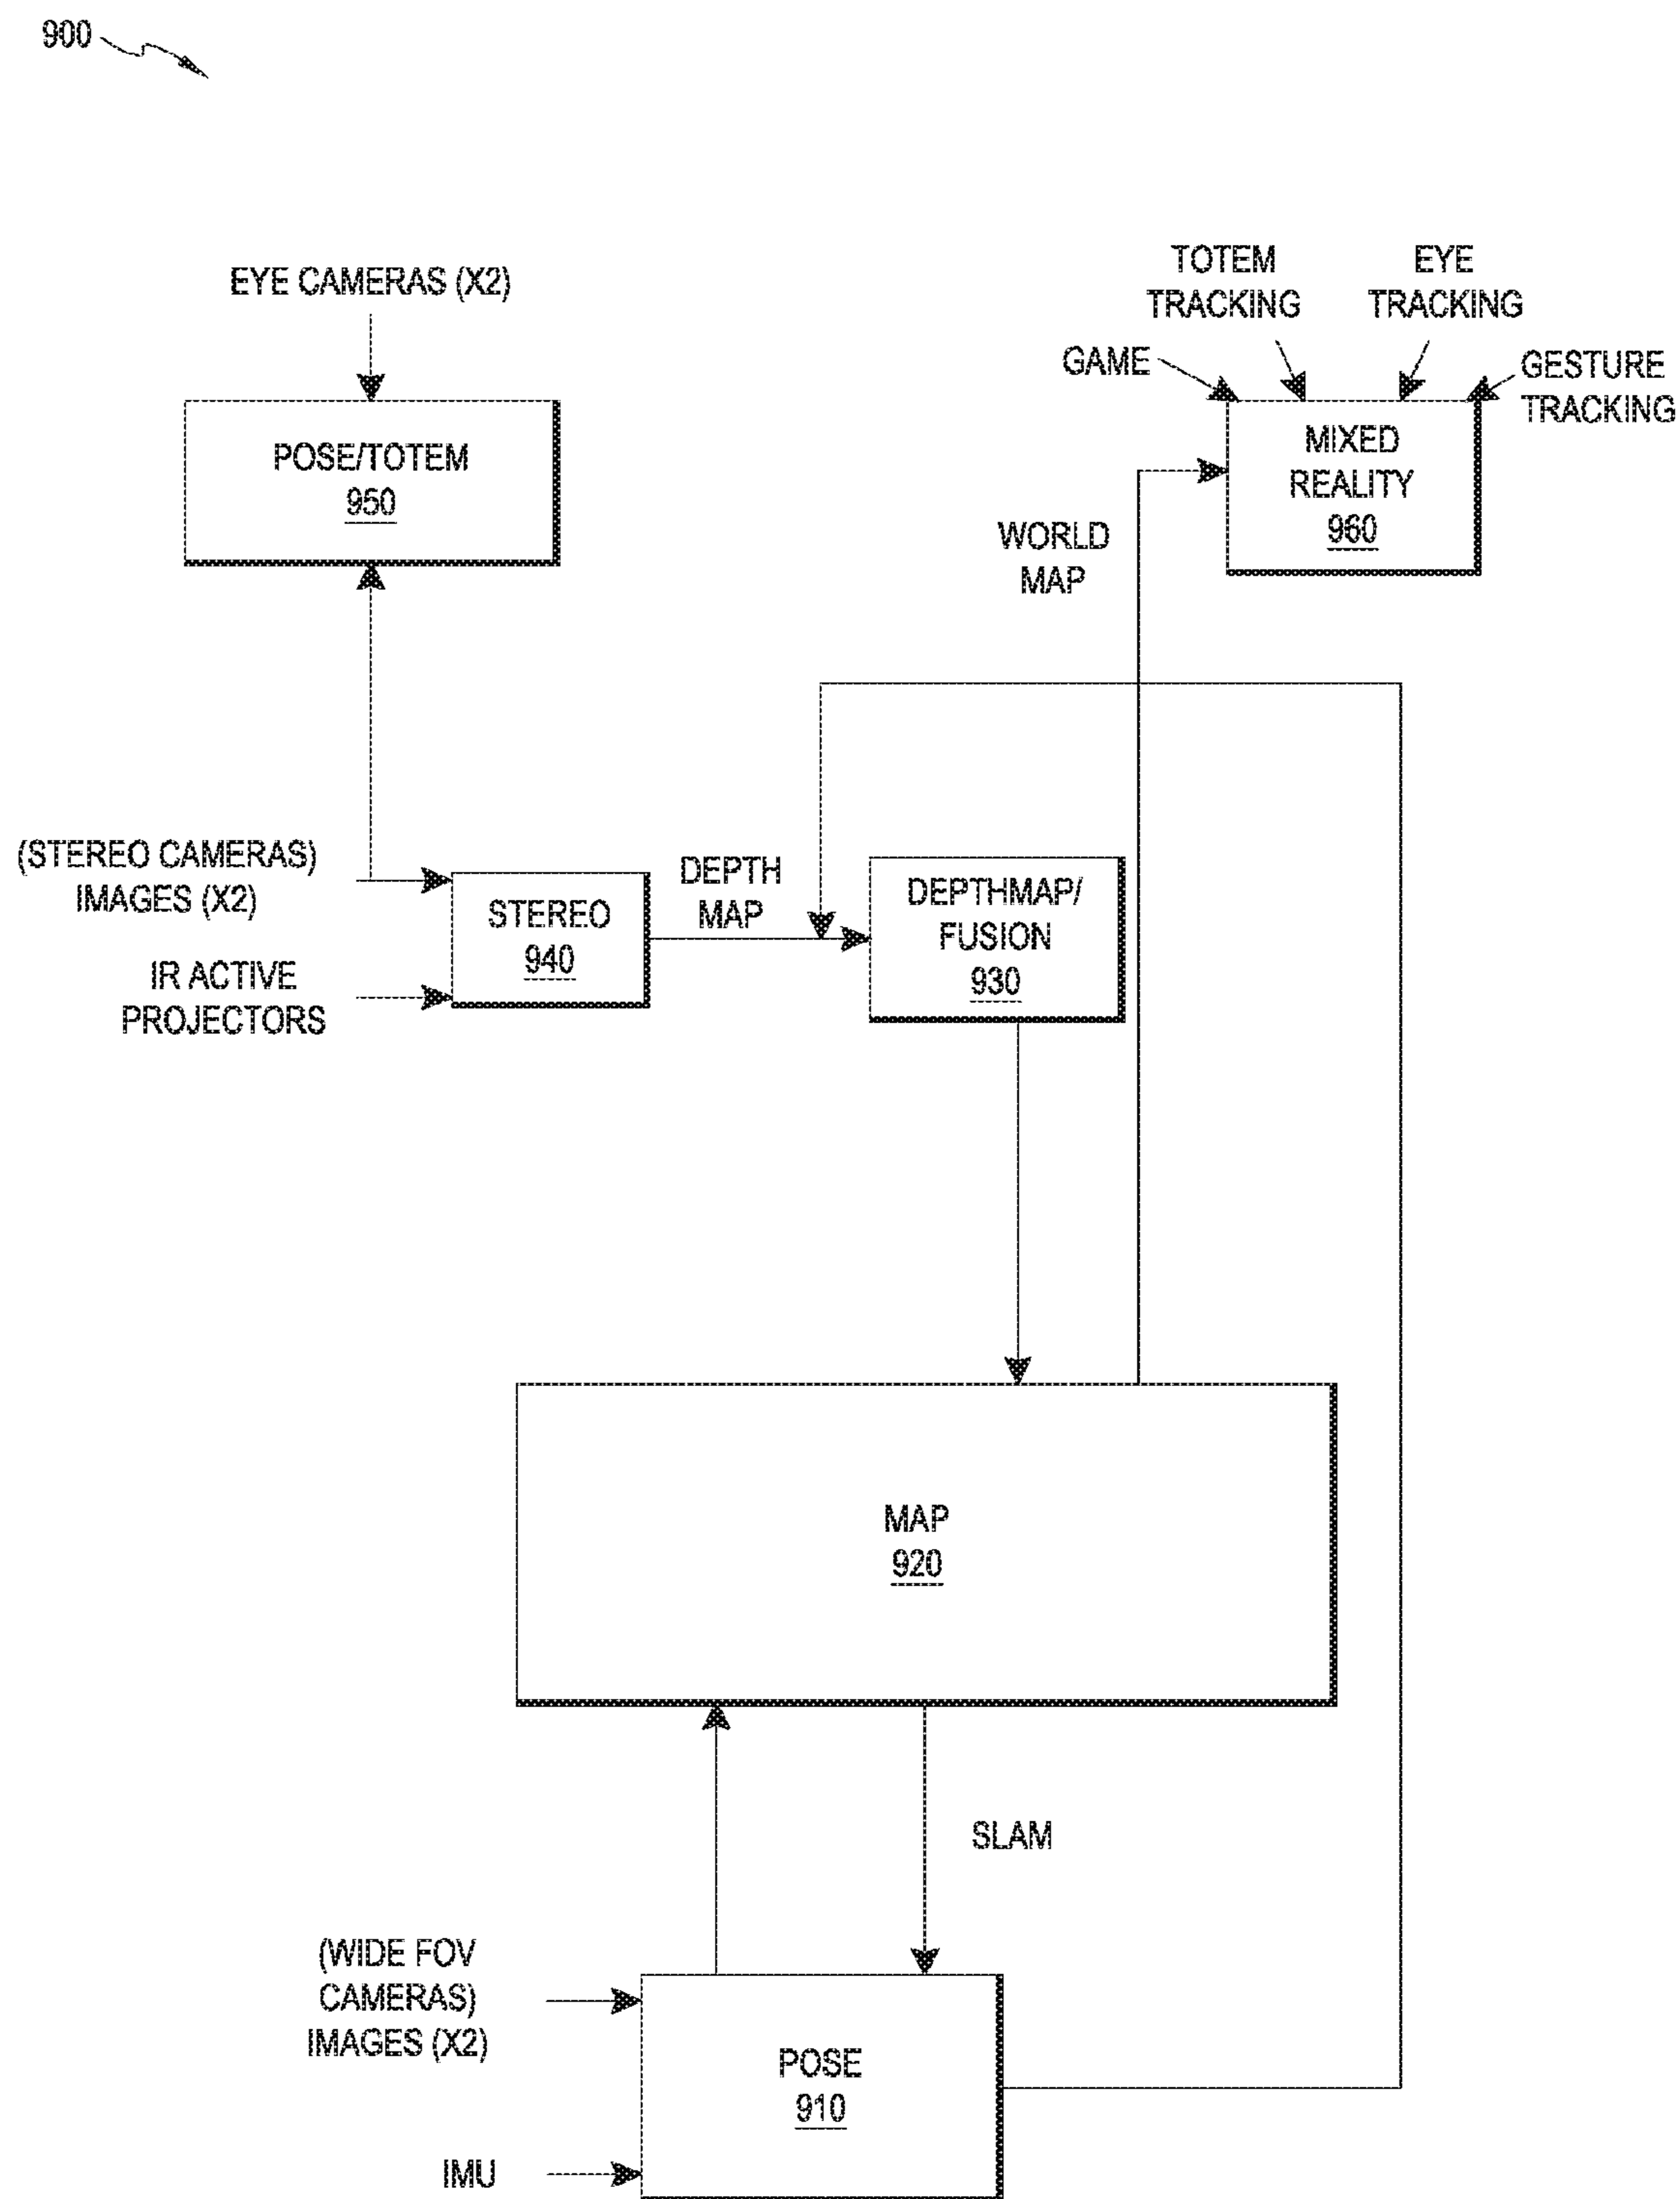 900
EYE CAMERAS (X2)
POSE/TOTEM
950
TOTEM
TRACKING
EYE
TRACKING
GAME
GESTURE
TRACKING
MIXED
REALITY
960
WORLD
MAP
(STEREO CAMERAS)
IMAGES (X2)
IR ACTIVE
PROJECTORS
STEREO
940
DEPTH
MAP
DEPTHMAP/
FUSION
930
MAP
920
SLAM
(WIDE FOV
CAMERAS)
IMAGES (X2)
IMU
POSE
910